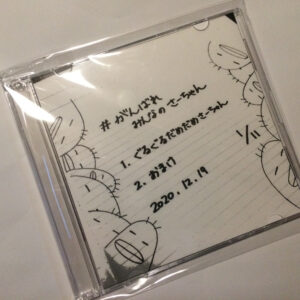 #がんばれ
みんなのさーちゃん
1. ぐるぐるだめだめさーちゃん
2. おまけ
2020.12.19
1/11